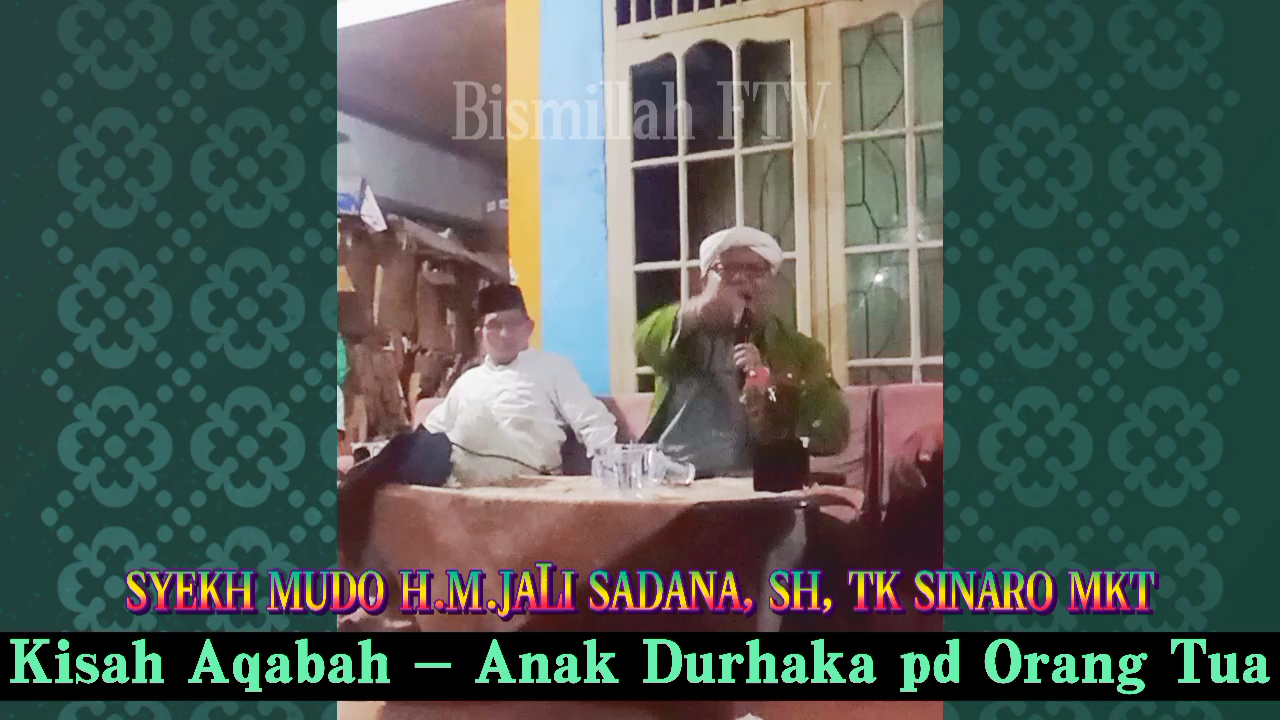 Bismillah FTV
SYEKH MUDO H.M.JALI SADANA, SH, TK SINARO MKT
Kisah Aqabah – Anak Durhaka pd Orang Tua